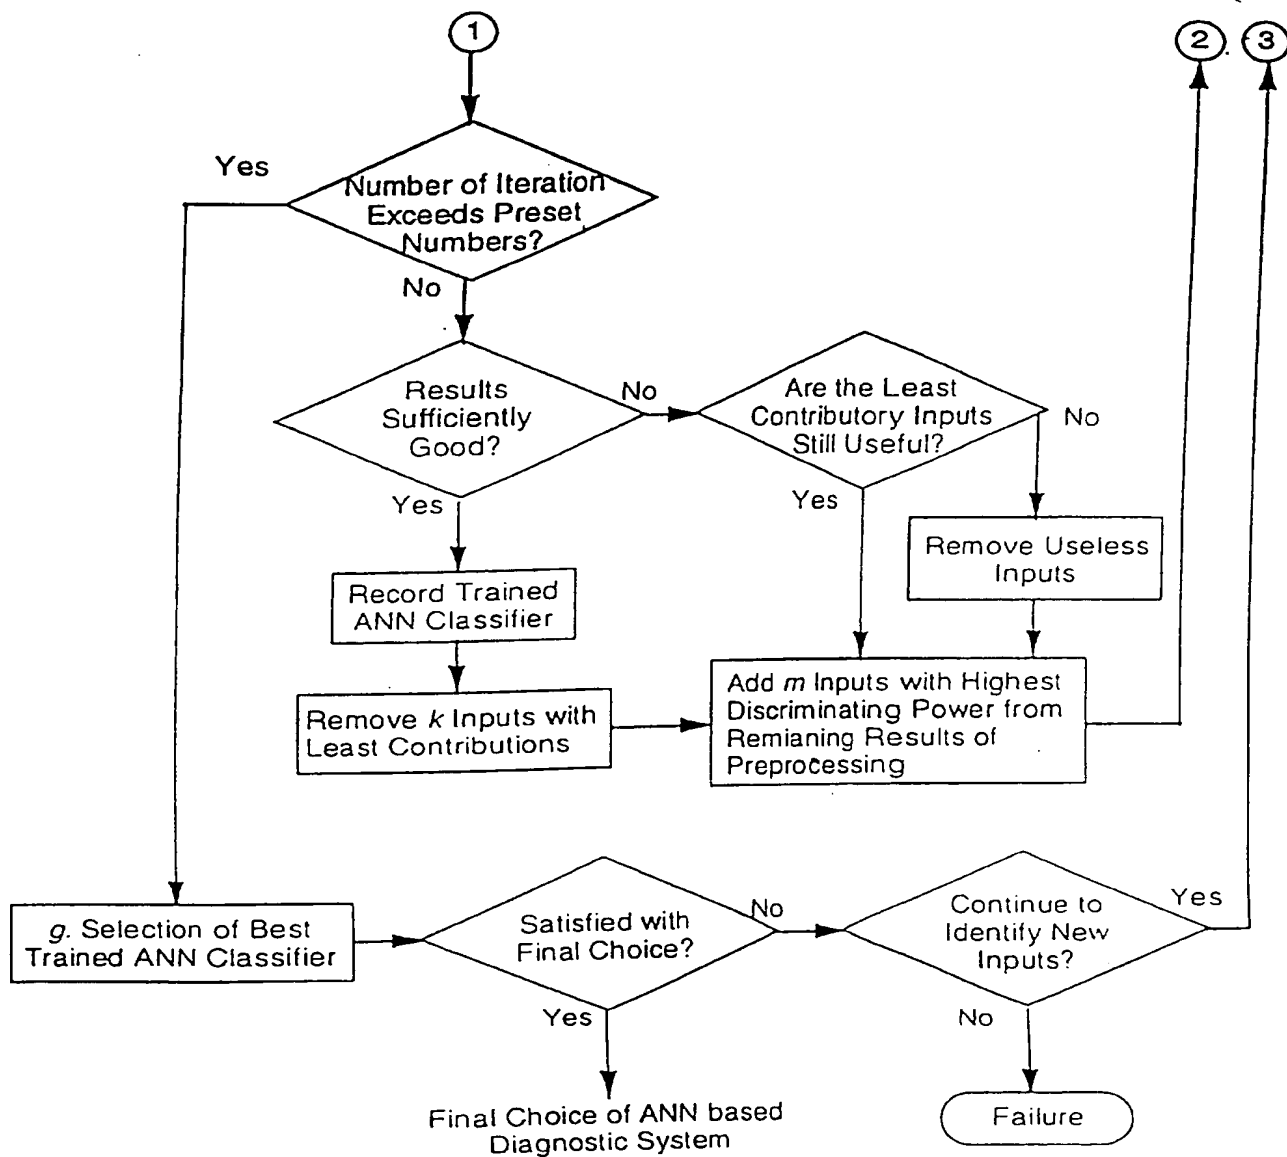 1
2
3
Yes
Number of Iteration
Exceeds Preset
Numbers?
No
Results
Sufficiently
Good?
No
Are the Least
Contributory Inputs
Still Useful?
No
Yes
Yes
Remove Useless
Inputs
Record Trained
ANN Classifier
Remove k Inputs with
Least Contributions
Add m Inputs with Highest
Discriminating Power from
Remianing Results of
Preprocessing
g. Selection of Best
Trained ANN Classifier
Satisfied with
Final Choice?
No
Continue to
Identify New
Inputs?
Yes
Yes
No
Final Choice of ANN based
Diagnostic System
Failure